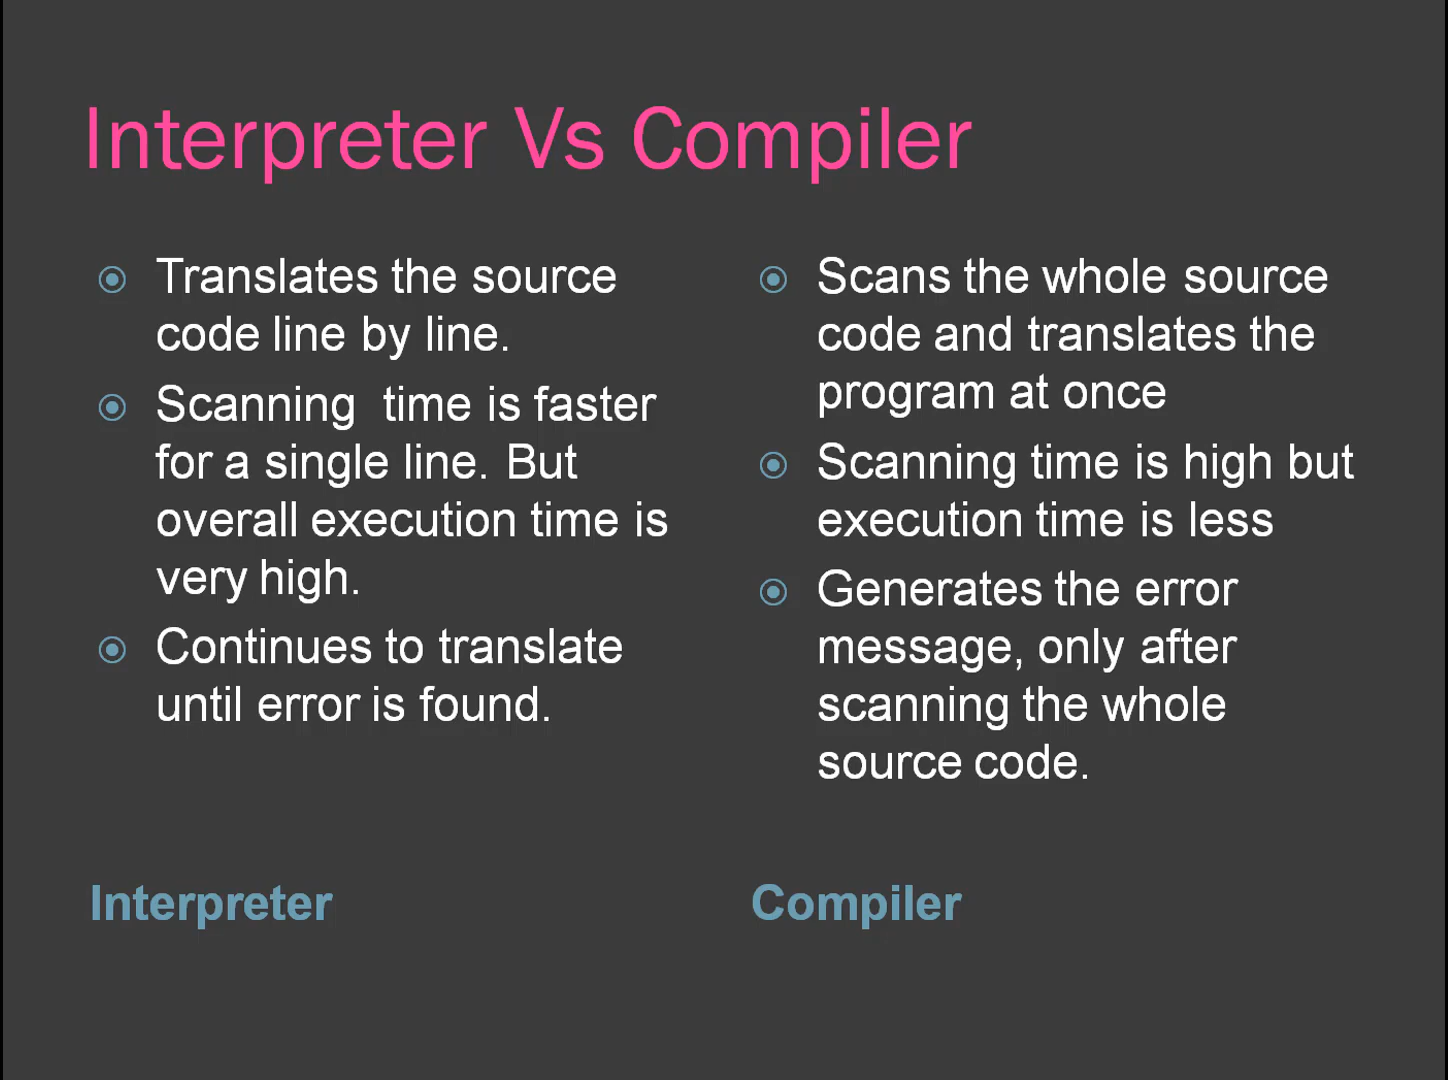 Interpreter Vs Compiler
Translates the source
code line by line.
Scanning  time is faster
for a single line. But
overall execution time is
very high.
Continues to translate
until error is found.
Interpreter
Scans the whole source
code and translates the
program at once
Scanning time is high but
execution time is less
Generates the error
message, only after
scanning the whole
source code.
Compiler